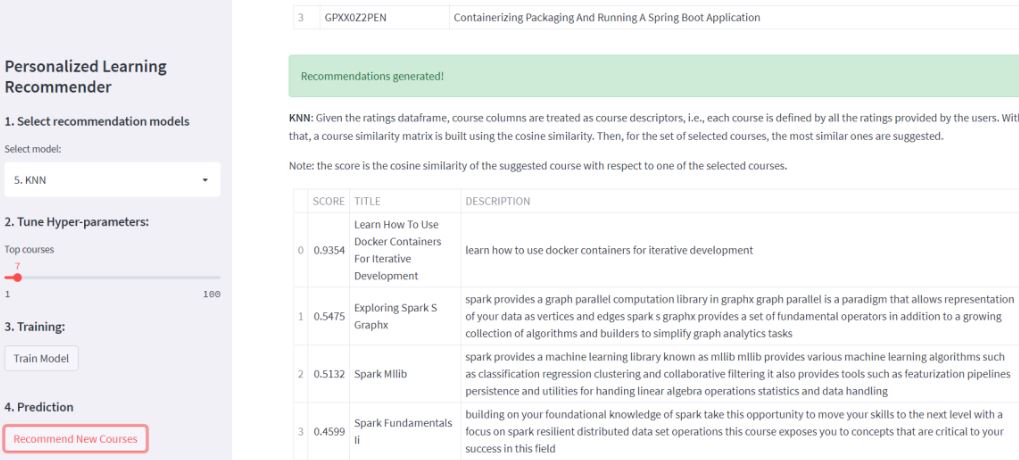 Personalized Learning
Recommender
1. Select recommendation models
Select model:
5. KNN
2. Tune Hyper-parameters:
Top courses
7
1 100
3. Training:
Train Model
4. Prediction
Recommend New Courses
3 GPXX0Z2PEN Containerizing Packaging And Running A Spring Boot Application
Recommendations generated!
KNN: Given the ratings dataframe, course columns are treated as course descriptors, i.e., each course is defined by all the ratings provided by the users.
that, a course similarity matrix is built using the cosine similarity. Then, for the set of selected courses, the most similar ones are suggested.
Note: the score is the cosine similarity of the suggested course with respect to one of the selected courses.
SCORE TITLE DESCRIPTION
0 0.9354 Learn How To Use
Docker Containers
For Iterative
Development
learn how to use docker containers for iterative development
1 0.5475 Exploring Spark S
Graphx
spark provides a graph parallel computation library in graphx graph parallel is a paradigm that allows representation
of your data as vertices and edges spark s graphx provides a set of fundamental operators in addition to a growing
collection of algorithms and builders to simplify graph analytics tasks
2 0.5132 Spark Mllib
spark provides a machine learning library known as mllib mllib provides various machine learning algorithms such
as classification regression clustering and collaborative filtering it also provides tools such as featurization pipelines
persistence and utilities for handing linear algebra operations statistics and data handling
3 0.4599 Spark Fundamentals
Ii
building on your foundational knowledge of spark take this opportunity to move your skills to the next level with a
focus on spark resilient distributed data set operations this course exposes you to concepts that are critical to your
success in this field